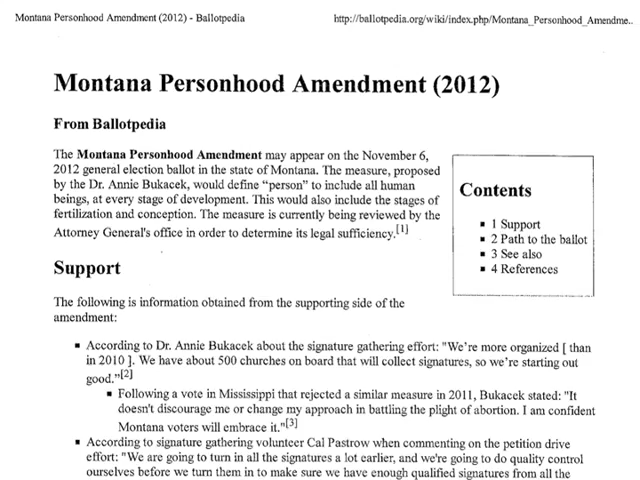 Montana Personhood Amendment (2012) - Ballotpedia
http://ballotpedia.org/wiki/index.php/Montana_Personhood_Amendme..
Montana Personhood Amendment (2012)
From Ballotpedia
The Montana Personhood Amendment may appear on the November 6,
2012 general election ballot in the state of Montana. The measure, proposed
by the Dr. Annie Bukacek, would define “person” to include all human
beings, at every stage of development. This would also include the stages of
fertilization and conception. The measure is currently being reviewed by the
Attorney General's office in order to determine its legal sufficiency.[1]
Contents
▪ 1 Support
▪ 2 Path to the ballot
▪ 3 See also
▪ 4 References
Support
The following is information obtained from the supporting side of the
amendment:
▪ According to Dr. Annie Bukacek about the signature gathering effort: "We’re more organized [ than
in 2010 ]. We have about 500 churches on board that will collect signatures, so we’re starting out
good."[2]
▪ Following a vote in Mississippi that rejected a similar measure in 2011, Bukacek stated: "It
doesn't discourage me or change my approach in battling the plight of abortion. I am confident
Montana voters will embrace it."[3]
▪ According to signature gathering volunteer Cal Pastrow when commenting on the petition drive
effort: "We are going to turn in all the signatures a lot earlier, and we're going to do quality control
ourselves before we turn them in to make sure we have enough qualified signatures from all the